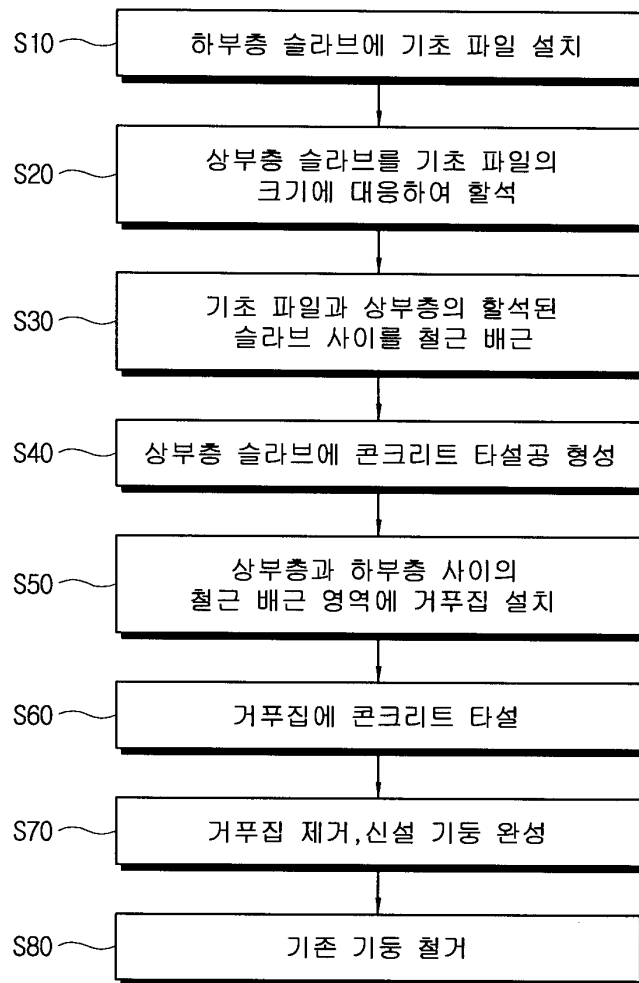 S10
하부층 슬라브에 기초 파일 설치
S20
상부층 슬라브를 기초 파일의
크기에 대응하여 할석
S30
기초 파일과 상부층의 할석된
슬라브 사이를 철근 배근
S40
상부층 슬라브에 콘크리트 타설공 형성
S50
상부층과 하부층 사이의
철근 배근 영역에 거푸집 설치
S60
거푸집에 콘크리트 타설
S70
거푸집 제거,신설 기둥 완성
S80
기존 기둥 철거